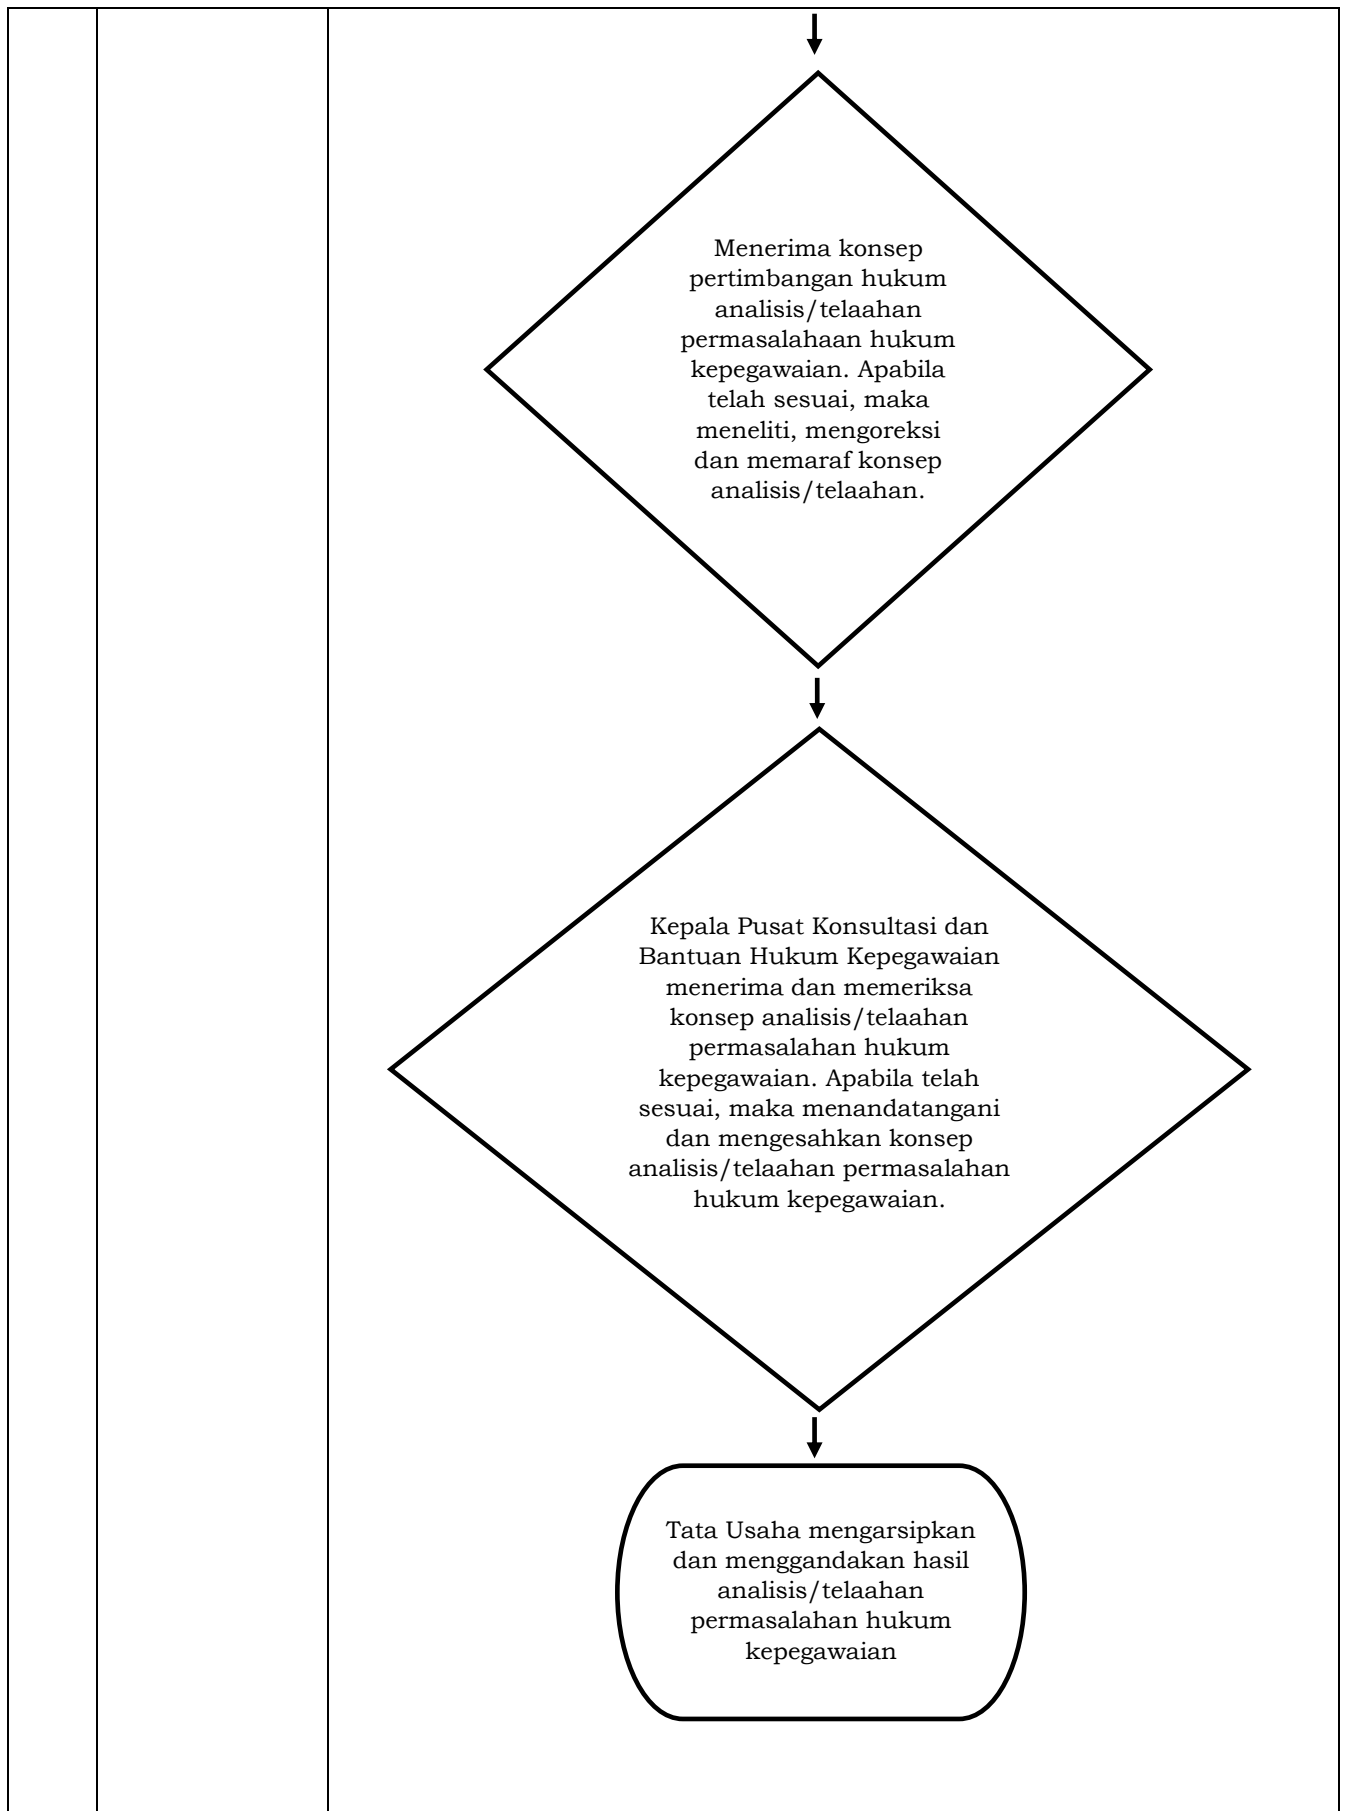 Menerima konsep
pertimbangan hukum
analisis/telaahan
permasalahaan hukum
kepegawaian. Apabila
telah sesuai, maka
meneliti, mengoreksi
dan memaraf konsep
analisis/telaahan.
Kepala Pusat Konsultasi dan
Bantuan Hukum Kepegawaian
menerima dan memeriksa
konsep analisis/telaahan
permasalahan hukum
kepegawaian. Apabila telah
sesuai, maka menandatangani
dan mengesahkan konsep
analisis/telaahan permasalahan
hukum kepegawaian.
Tata Usaha mengarsipkan
dan menggandakan hasil
analisis/telaahan
permasalahan hukum
kepegawaian